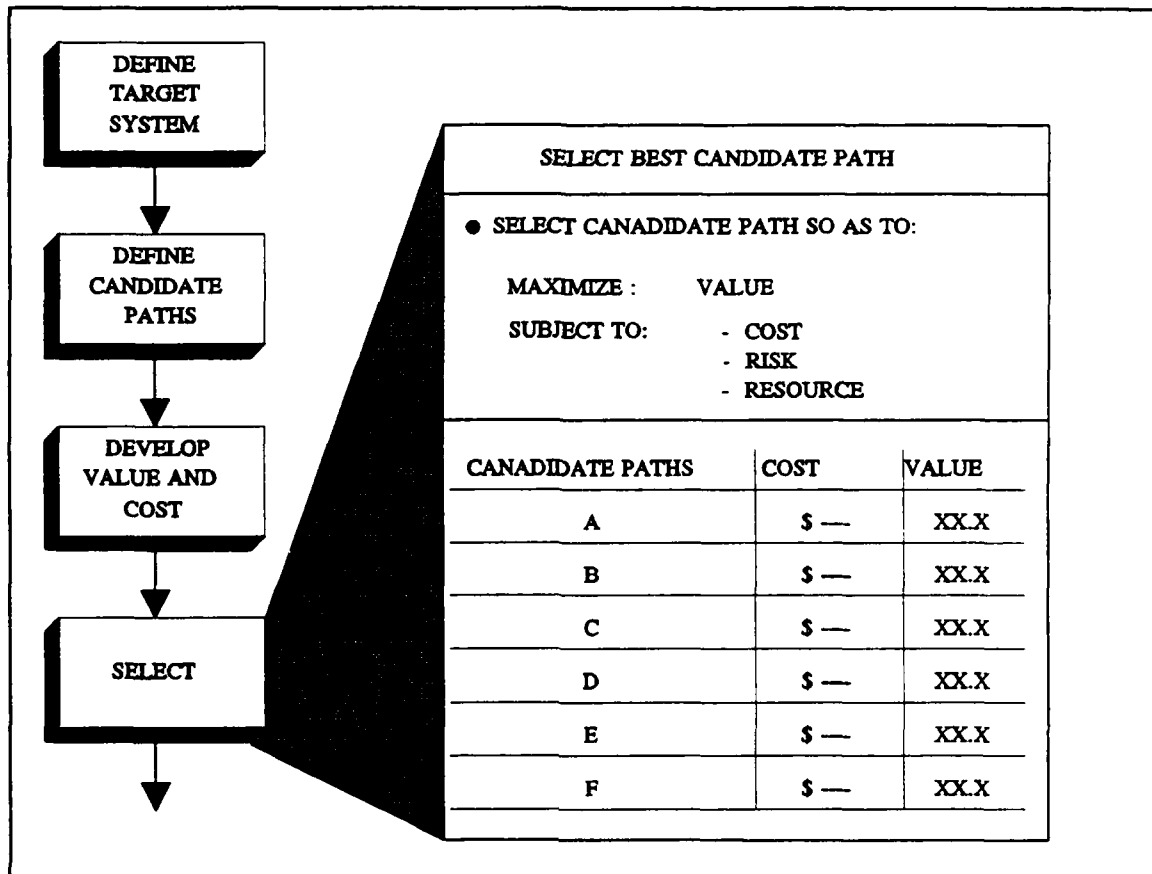 DEFINE
TARGET
SYSTEM
DEFINE
CANDIDATE
PATHS
DEVELOP
VALUE AND
COST
SELECT
SELECT BEST CANDIDATE PATH
● SELECT CANADIDATE PATH SO AS TO:
MAXIMIZE : VALUE
SUBJECT TO: - COST
- RISK
- RESOURCE
CANADIDATE PATHS COST VALUE
A $ — XX.X
B $ — XX.X
C $ — XX.X
D $ — XX.X
E $ — XX.X
F $ — XX.X